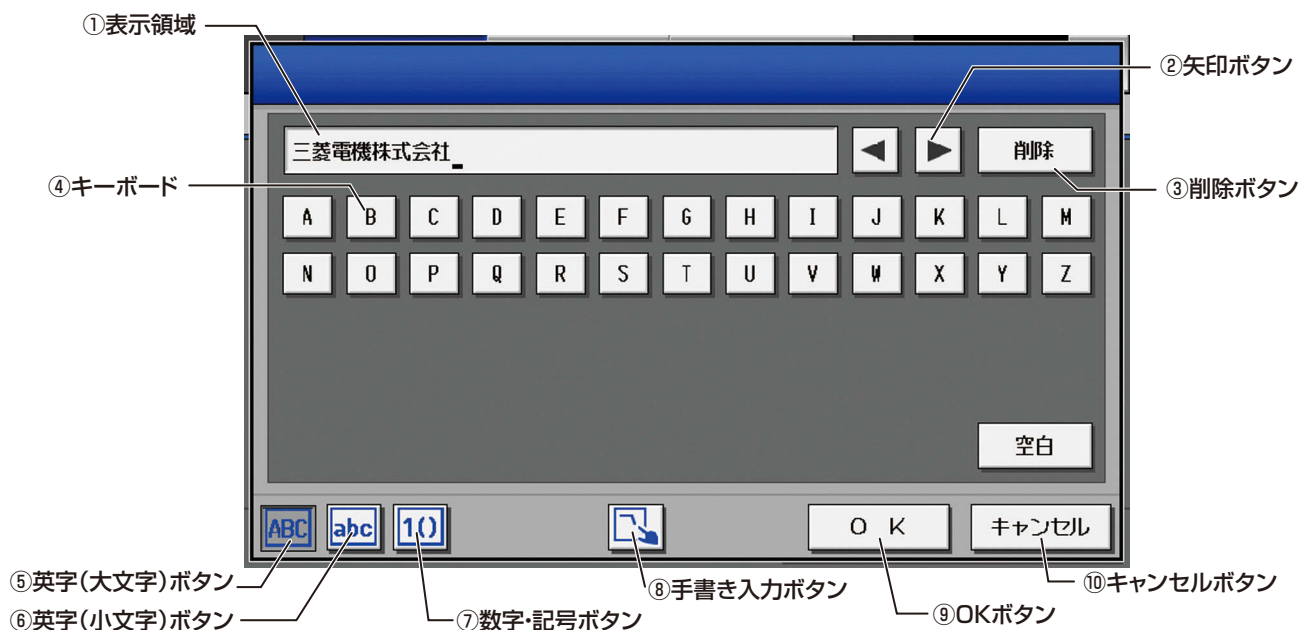 ①表示領域
②矢印ボタン
三菱電機株式会社_
◀ ▶ 削除
④キーボード
③削除ボタン
A B C D E F G H I J K L M
N O P Q R S T U V W X Y Z
空白
ABC abc 1() O K キャンセル
⑤英字(大文字)ボタン
⑧手書き入力ボタン
⑩キャンセルボタン
⑥英字(小文字)ボタン
⑦数字・記号ボタン
⑨OKボタン